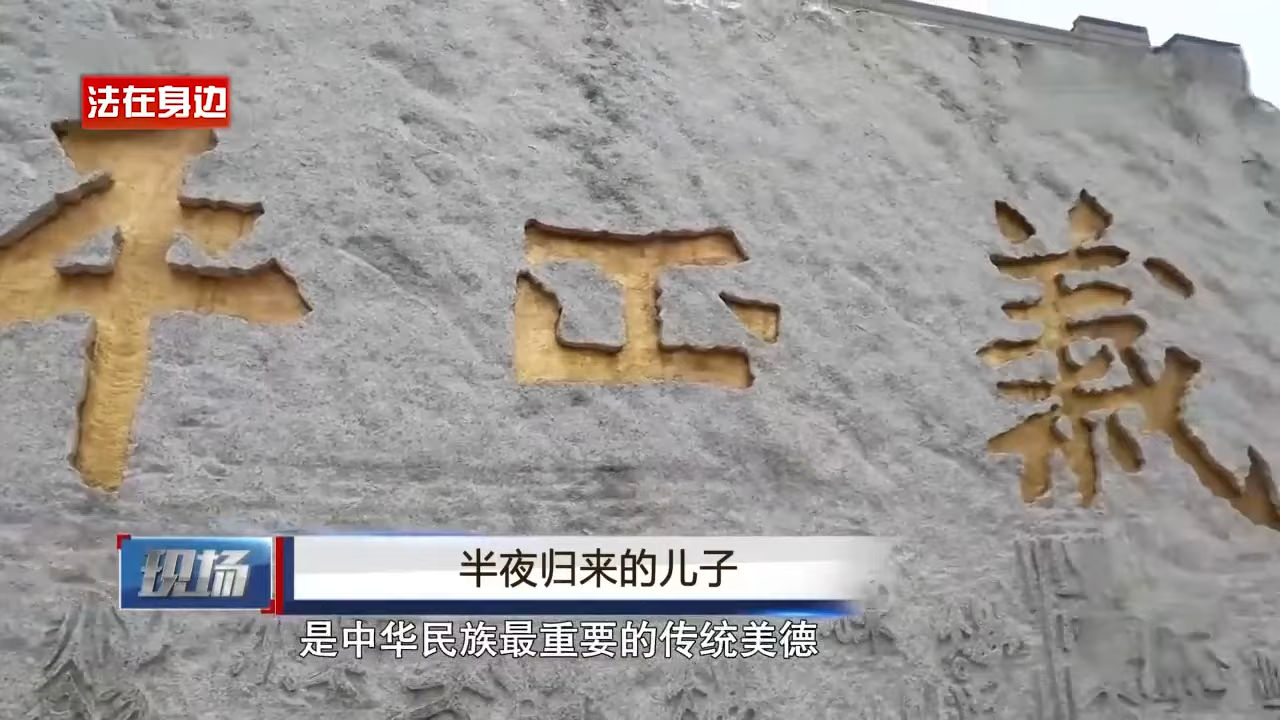 法在身边
平正義
现场
半夜归来的儿子
是中华民族最重要的传统美德